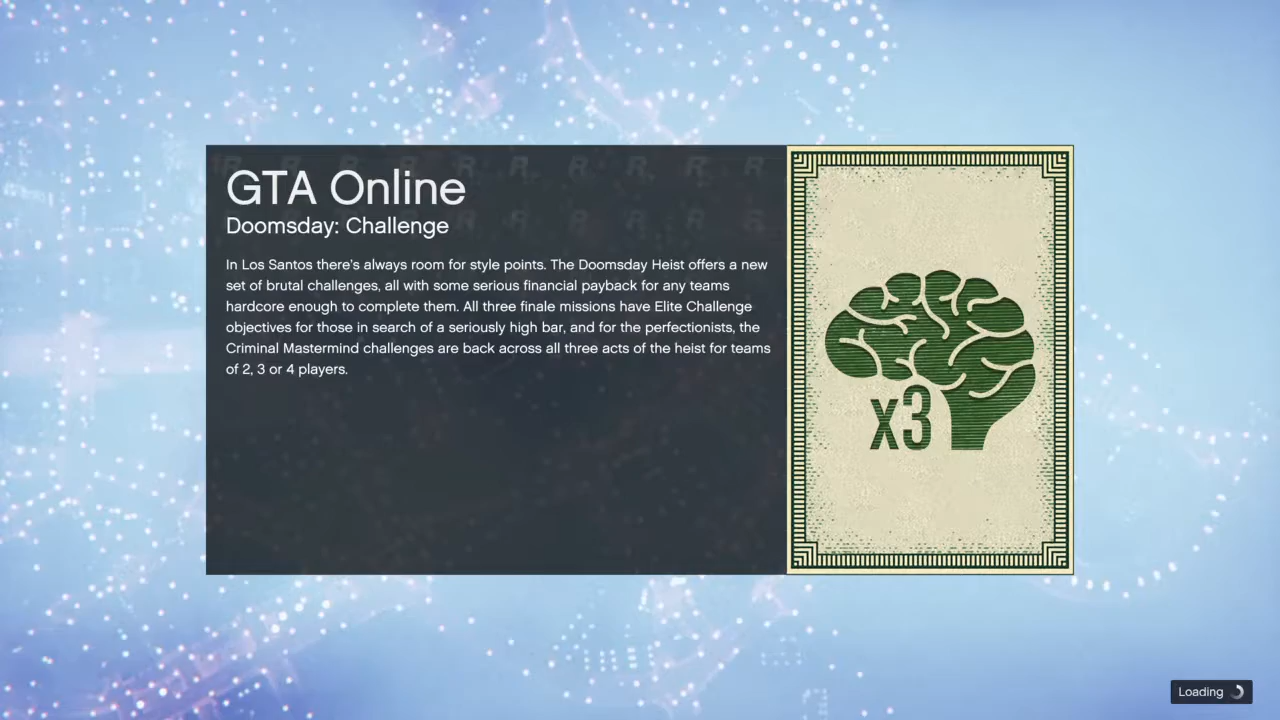 GTA Online
Doomsday: Challenge
In Los Santos there's always room for style points. The Doomsday Heist offers a new
set of brutal challenges, all with some serious financial payback for any teams
hardcore enough to complete them. All three finale missions have Elite Challenge
objectives for those in search of a seriously high bar, and for the perfectionists, the
Criminal Mastermind challenges are back across all three acts of the heist for teams
of 2, 3 or 4 players.
x3
Loading